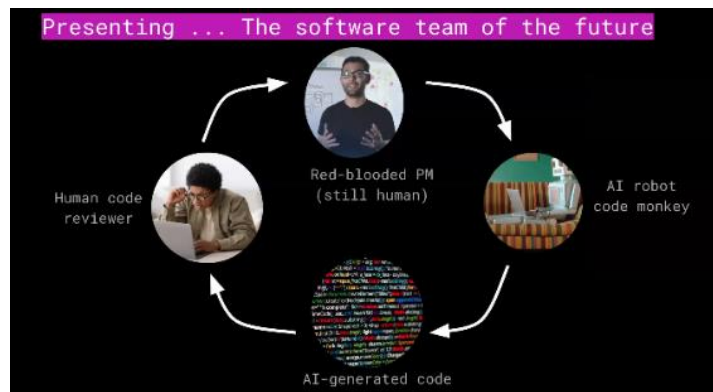 Presenting ... The software team of the future
Red-blooded PM
(still human)
Human code
reviewer
AI robot
code monkey
AI-generated code